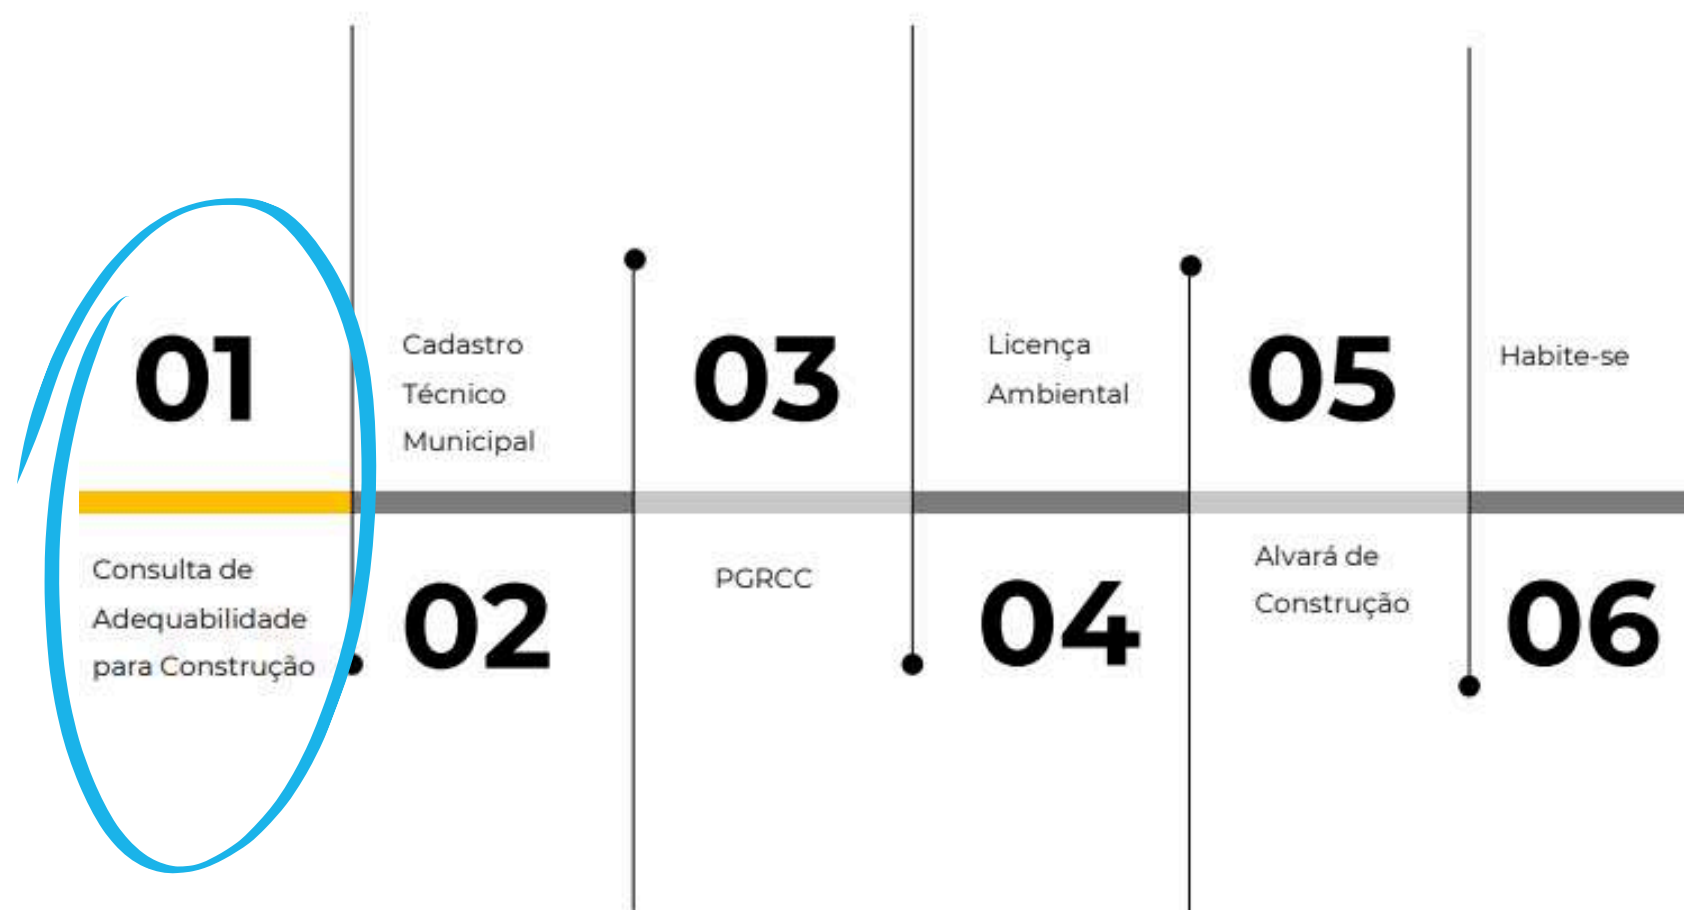 01
Consulta de
Adequabilidade
para Construção
Cadastro
Técnico
Municipal
02
03
PGRCC
Licença
Ambiental
04
05
Alvará de
Construção
Habite-se
06